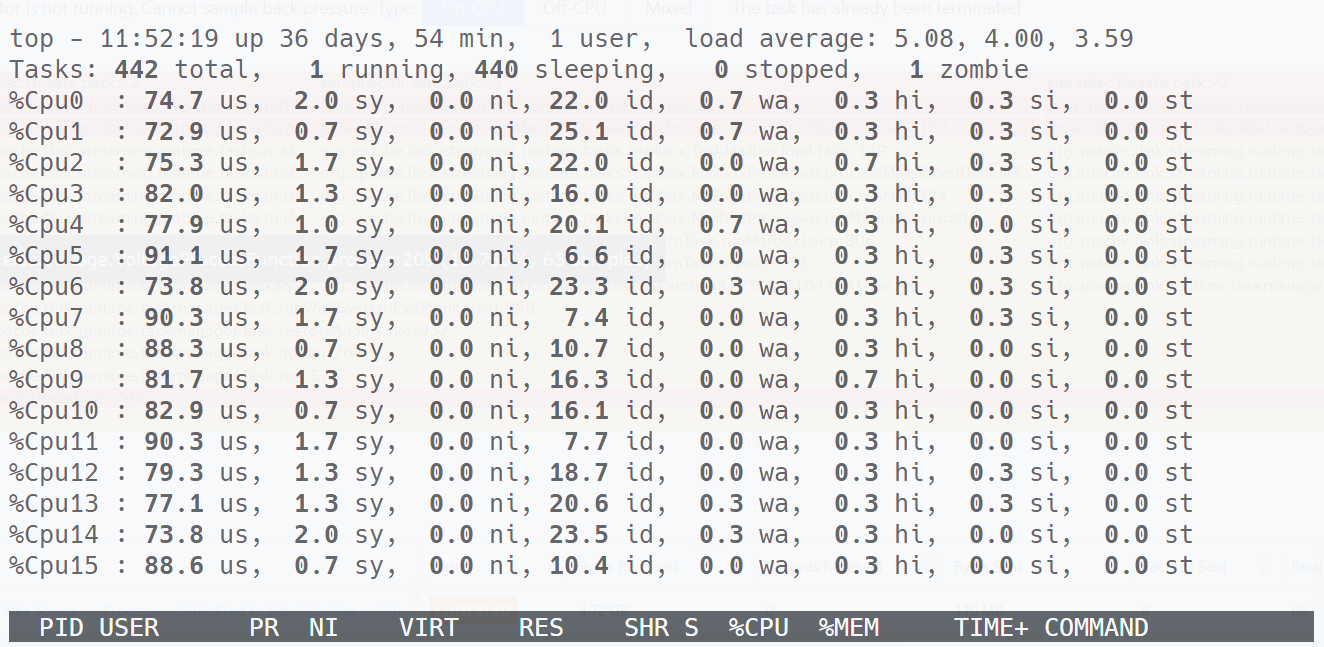 tor is not running. Cannot sample back pressure. Type: On-CPU Off-CPU Mixed The task has already been terminated
top - 11:52:19 up 36 days, 54 min,  1 user,  load average: 5.08, 4.00, 3.59
Tasks: 442 total,   1 running, 440 sleeping,   0 stopped,   1 zombie
%Cpu0  : 74.7 us,  2.0 sy,  0.0 ni, 22.0 id,  0.7 wa,  0.3 hi,  0.3 si,  0.0 st
%Cpu1  : 72.9 us,  0.7 sy,  0.0 ni, 25.1 id,  0.7 wa,  0.3 hi,  0.3 si,  0.0 st
%Cpu2  : 75.3 us,  1.7 sy,  0.0 ni, 22.0 id,  0.0 wa,  0.7 hi,  0.3 si,  0.0 st
%Cpu3  : 82.0 us,  1.3 sy,  0.0 ni, 16.0 id,  0.0 wa,  0.3 hi,  0.3 si,  0.0 st
%Cpu4  : 77.9 us,  1.0 sy,  0.0 ni, 20.1 id,  0.7 wa,  0.3 hi,  0.0 si,  0.0 st
%Cpu5  : 91.1 us,  1.7 sy,  0.0 ni,  6.6 id,  0.0 wa,  0.3 hi,  0.3 si,  0.0 st
%Cpu6  : 73.8 us,  2.0 sy,  0.0 ni, 23.3 id,  0.3 wa,  0.3 hi,  0.3 si,  0.0 st
%Cpu7  : 90.3 us,  1.7 sy,  0.0 ni,  7.4 id,  0.0 wa,  0.3 hi,  0.3 si,  0.0 st
%Cpu8  : 88.3 us,  0.7 sy,  0.0 ni, 10.7 id,  0.0 wa,  0.3 hi,  0.0 si,  0.0 st
%Cpu9  : 81.7 us,  1.3 sy,  0.0 ni, 16.3 id,  0.0 wa,  0.7 hi,  0.0 si,  0.0 st
%Cpu10 : 82.9 us,  0.7 sy,  0.0 ni, 16.1 id,  0.0 wa,  0.3 hi,  0.0 si,  0.0 st
%Cpu11 : 90.3 us,  1.7 sy,  0.0 ni,  7.7 id,  0.0 wa,  0.3 hi,  0.0 si,  0.0 st
%Cpu12 : 79.3 us,  1.3 sy,  0.0 ni, 18.7 id,  0.0 wa,  0.3 hi,  0.3 si,  0.0 st
%Cpu13 : 77.1 us,  1.3 sy,  0.0 ni, 20.6 id,  0.3 wa,  0.3 hi,  0.3 si,  0.0 st
%Cpu14 : 73.8 us,  2.0 sy,  0.0 ni, 23.5 id,  0.3 wa,  0.3 hi,  0.0 si,  0.0 st
%Cpu15 : 88.6 us,  0.7 sy,  0.0 ni, 10.4 id,  0.0 wa,  0.3 hi,  0.0 si,  0.0 st
PID USER      PR  NI    VIRT    RES    SHR S  %CPU  %MEM     TIME+ COMMAND